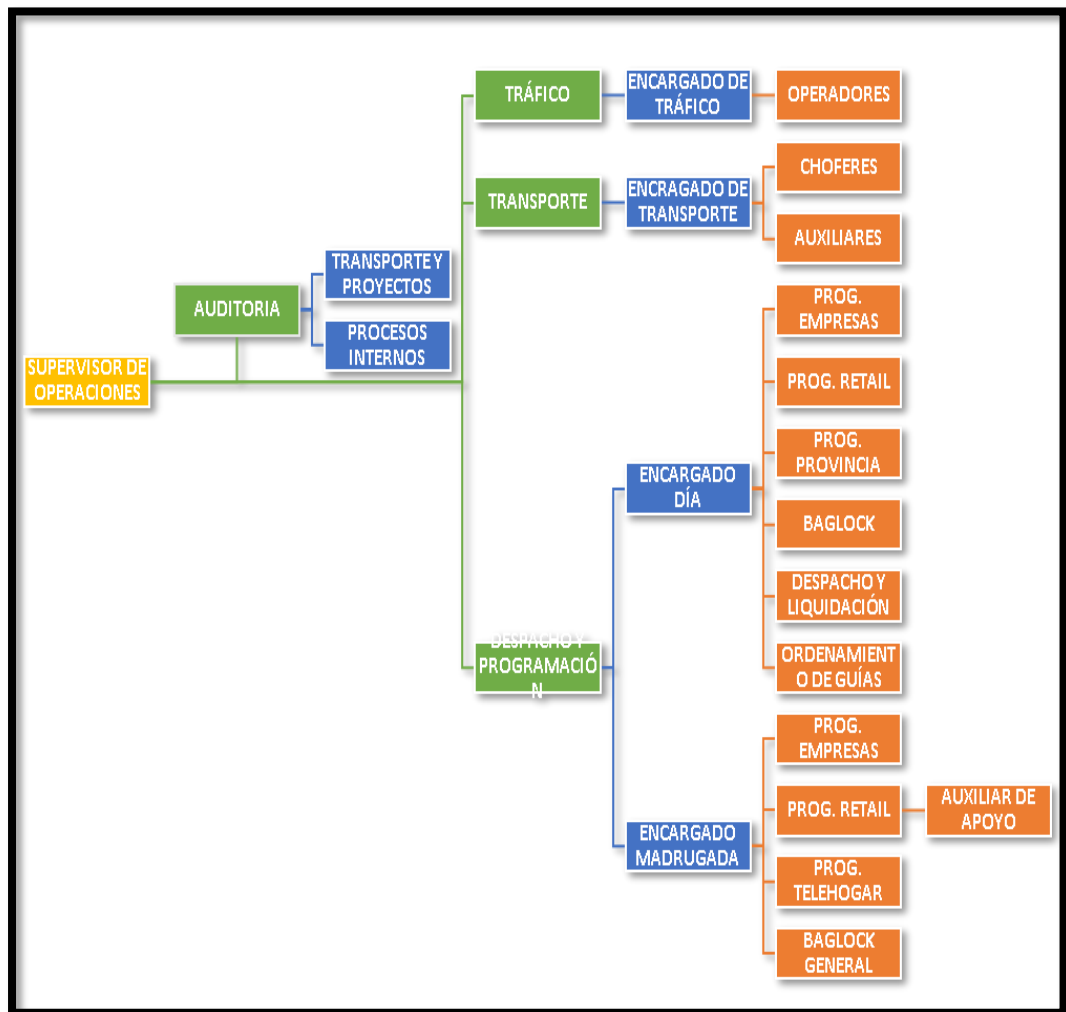 TRÁFICO
ENCARGADO DE
TRÁFICO
OPERADORES
TRANSPORTE
ENCRAGADO DE
TRANSPORTE
CHOFERES
AUXILIARES
AUDITORIA
TRANSPORTE Y
PROYECTOS
PROCESOS
INTERNOS
SUPERVISOR DE
OPERACIONES
DESPACHO Y
PROGRAMACIÓ
N
ENCARGADO
DÍA
PROG.
EMPRESAS
PROG. RETAIL
PROG.
PROVINCIA
BAGLOCK
DESPACHO Y
LIQUIDACIÓN
ORDENAMIENT
O DE GUÍAS
ENCARGADO
MADRUGADA
PROG.
EMPRESAS
PROG. RETAIL
AUXILIAR DE
APOYO
PROG.
TELEHOGAR
BAGLOCK
GENERAL